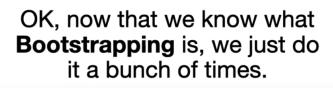 OK, now that we know what
Bootstrapping is, we just do
it a bunch of times.